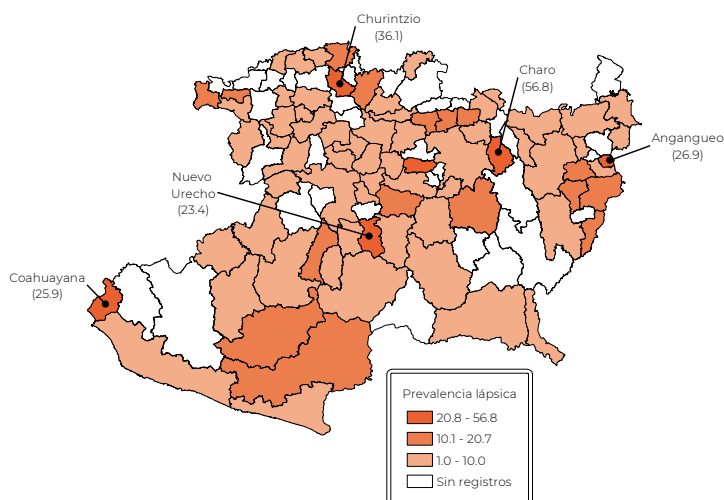 Churintzio
(36.1)
Charo
(56.8)
Angangueo
(26.9)
Nuevo
Urecho
(23.4)
Coahuayana
(25.9)
Prevalencia lápsica
20.8 - 56.8
10.1 - 20.7
1.0 - 10.0
Sin registros